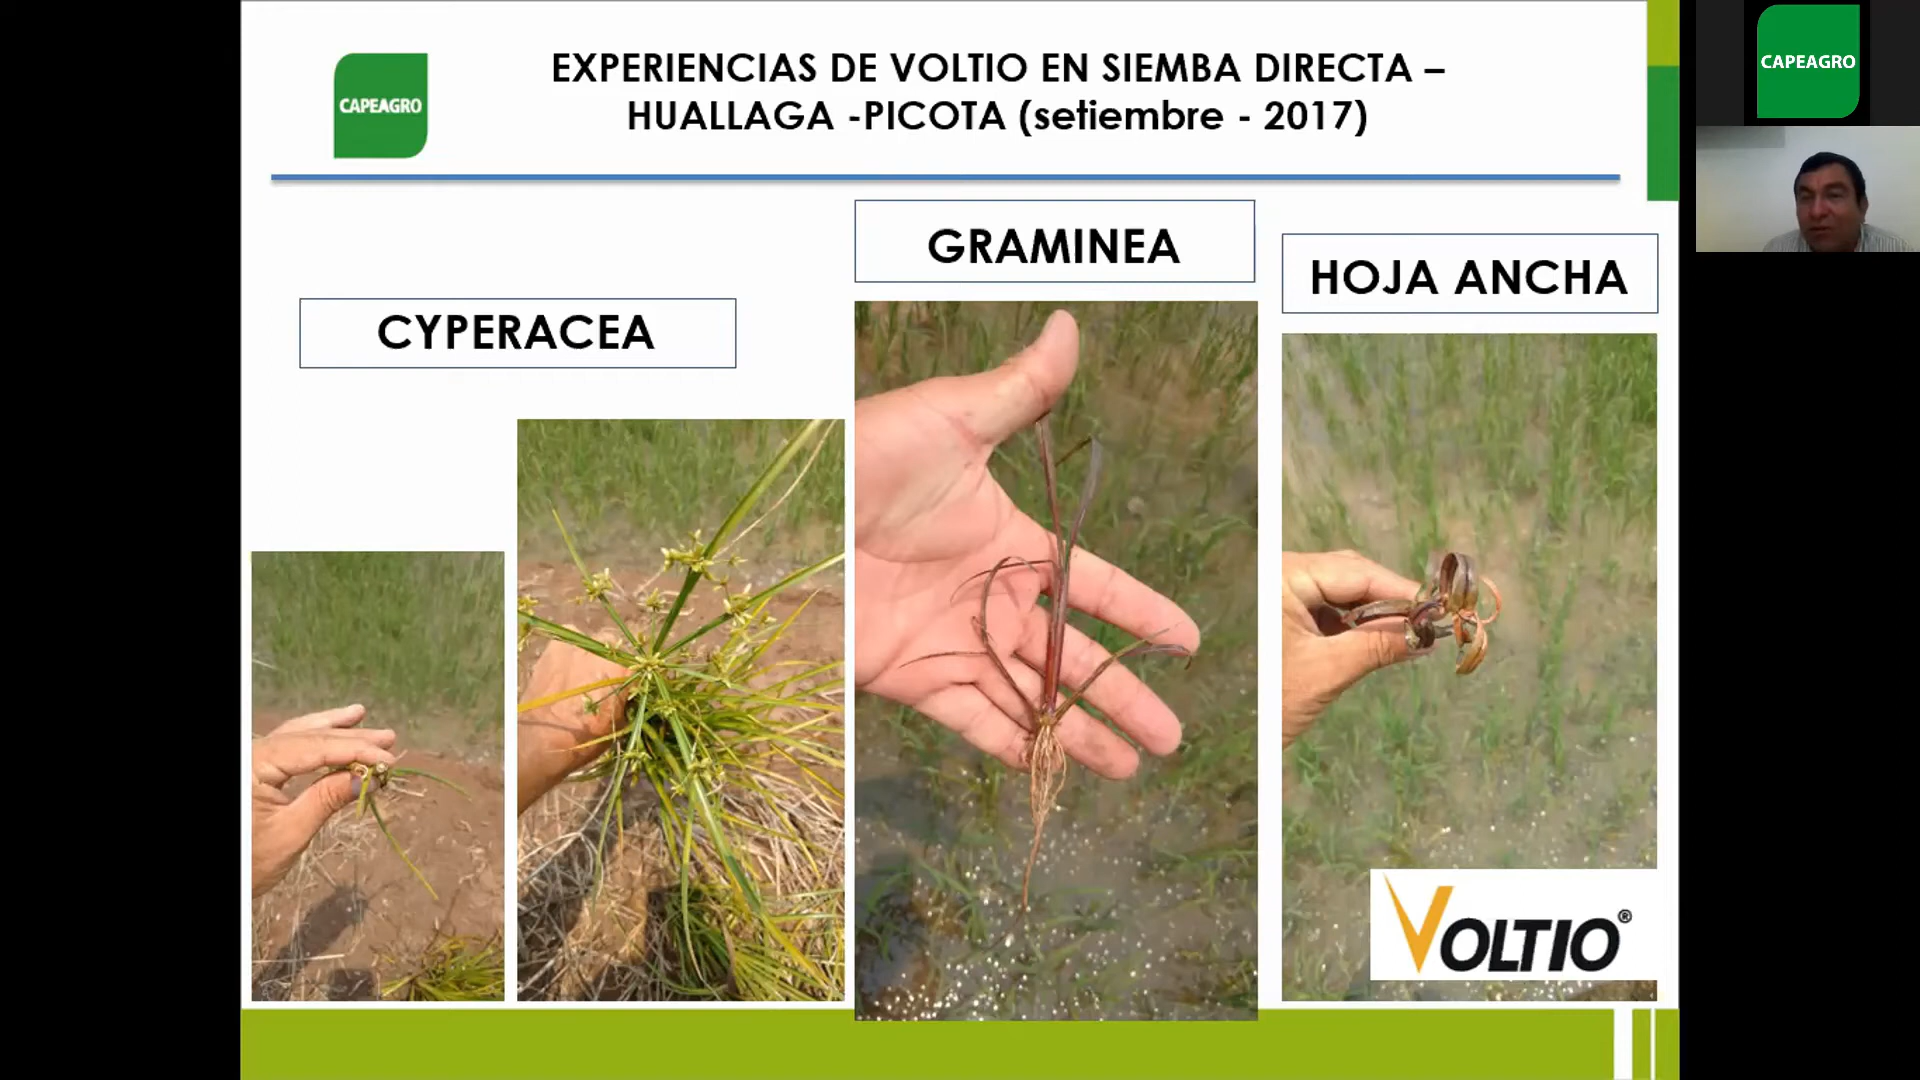 CAPEAGRO
EXPERIENCIAS DE VOLTIO EN SIEMBA DIRECTA –
HUALLAGA -PICOTA (setiembre - 2017)
CAPEAGRO
GRAMINEA
HOJA ANCHA
CYPERACEA
VOLTIO®